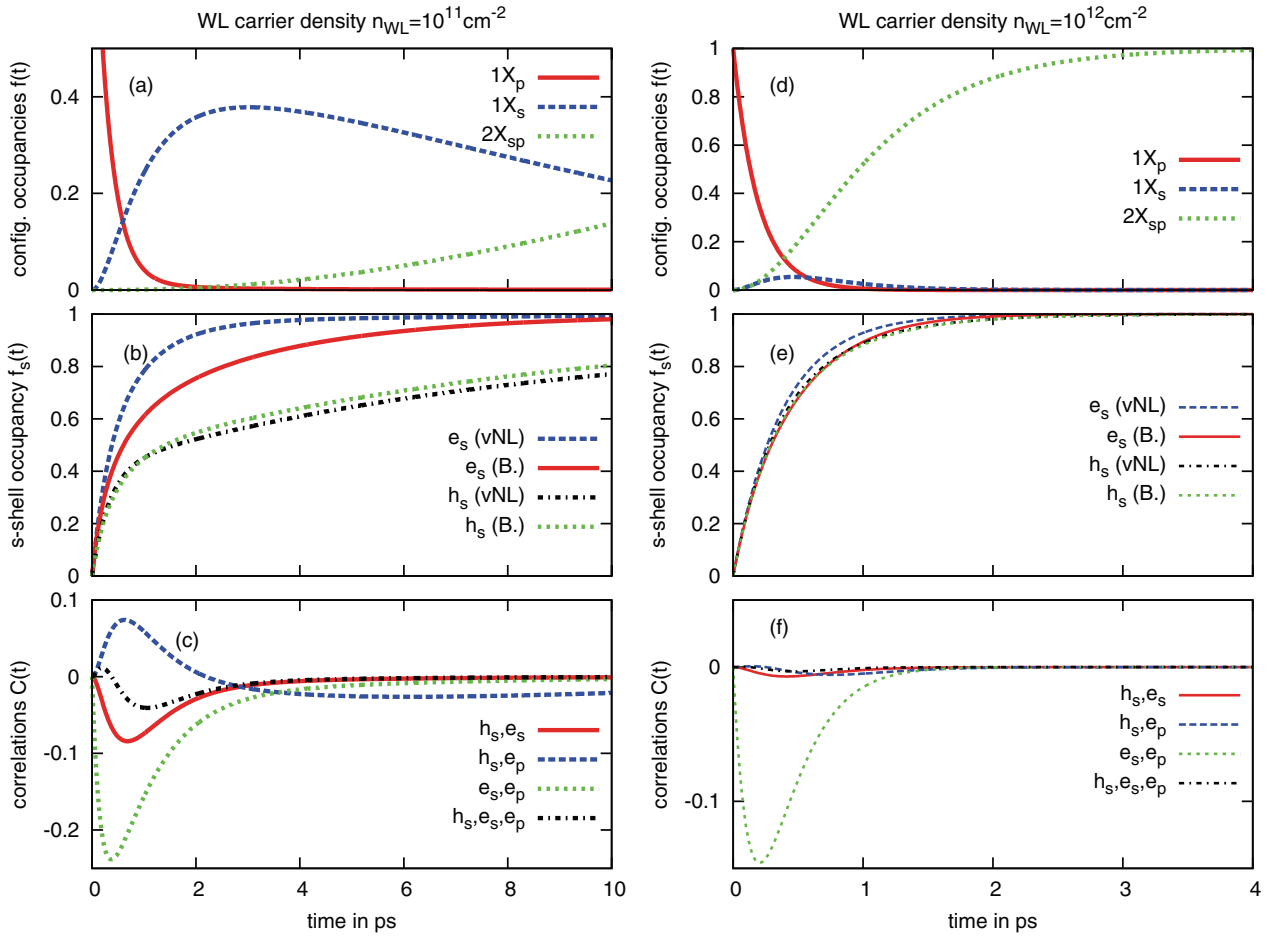 WL carrier density n_WL=10^11cm^-2
config. occupancies f(t)
0.4
0.2
0
(a)
1X_p
1X_s
2X_sp
s-shell occupancy f_s(t)
1
0.8
0.6
0.4
0.2
0
(b)
e_s (vNL)
e_s (B.)
h_s (vNL)
h_s (B.)
correlations C(t)
0.1
0
-0.1
-0.2
(c)
h_s,e_s
h_s,e_p
e_s,e_p
h_s,e_s,e_p
0 2 4 6 8 10
time in ps
WL carrier density n_WL=10^12cm^-2
config. occupancies f(t)
1
0.8
0.6
0.4
0.2
0
(d)
1X_p
1X_s
2X_sp
s-shell occupancy f_s(t)
1
0.8
0.6
0.4
0.2
0
(e)
e_s (vNL)
e_s (B.)
h_s (vNL)
h_s (B.)
correlations C(t)
0
-0.1
(f)
h_s,e_s
h_s,e_p
e_s,e_p
h_s,e_s,e_p
0 1 2 3 4
time in ps